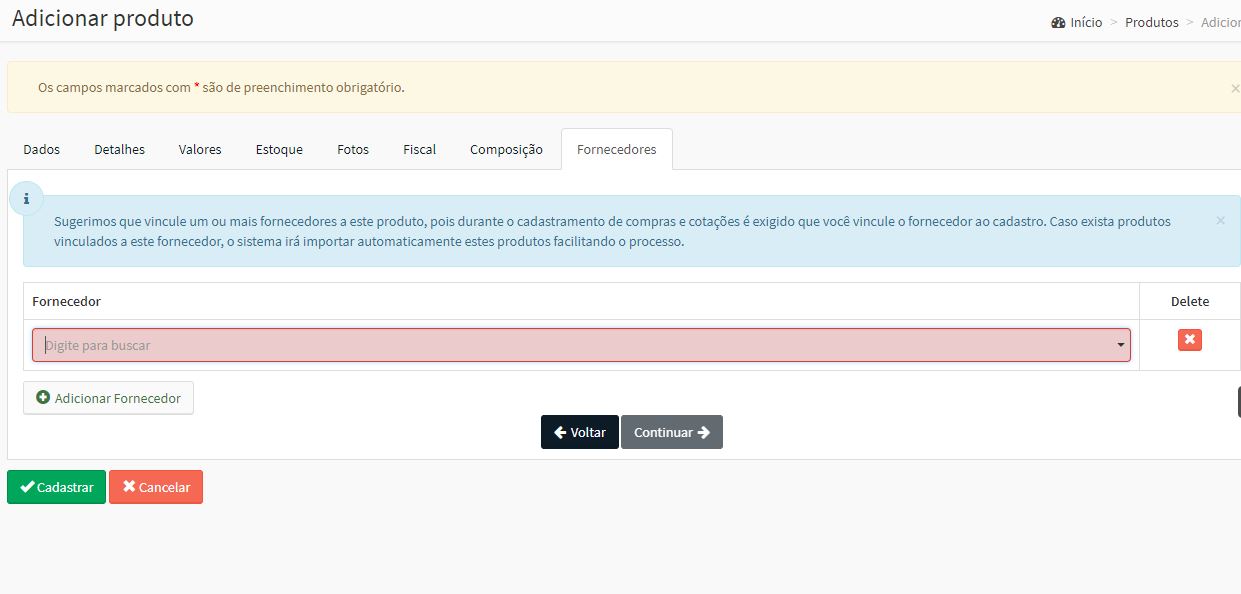 Adicionar produto
Início > Produtos > Adicion
Os campos marcados com * são de preenchimento obrigatório.
×
Dados Detalhes Valores Estoque Fotos Fiscal Composição Fornecedores
i
Sugerimos que vincule um ou mais fornecedores a este produto, pois durante o cadastramento de compras e cotações é exigido que você vincule o fornecedor ao cadastro. Caso exista produtos
vinculados a este fornecedor, o sistema irá importar automaticamente estes produtos facilitando o processo.
×
Fornecedor Delete
Digite para buscar
Adicionar Fornecedor
Voltar Continuar
Cadastrar Cancelar